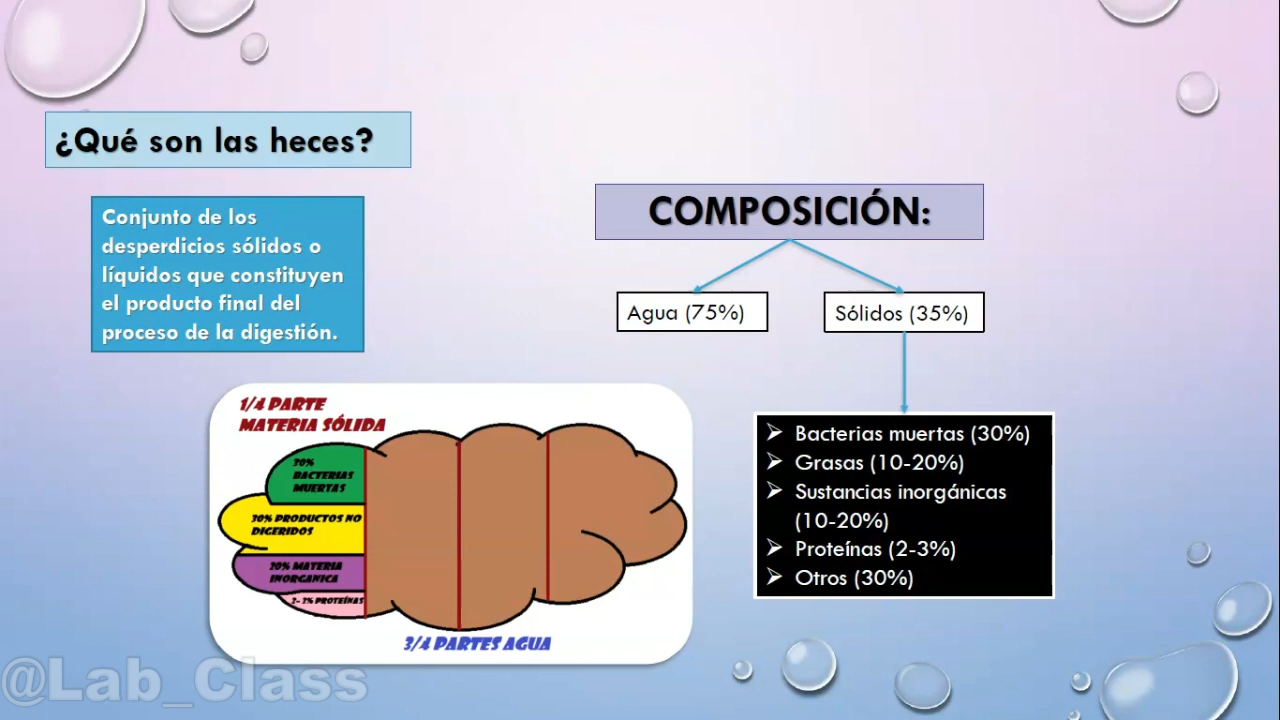 ¿Qué son las heces?
Conjunto de los
desperdicios sólidos o
líquidos que constituyen
el producto final del
proceso de la digestión.
COMPOSICIÓN:
Agua (75%)
Sólidos (35%)
Bacterias muertas (30%)
Grasas (10-20%)
Sustancias inorgánicas
(10-20%)
Proteínas (2-3%)
Otros (30%)
1/4 PARTE
MATERIA SÓLIDA
30%
BACTERIAS
MUERTAS
30% PRODUCTOS NO
DIGERIDOS
20% MATERIA
INORGANICA
2- 3% PROTEÍNAS
3/4 PARTES AGUA
@Lab_Class